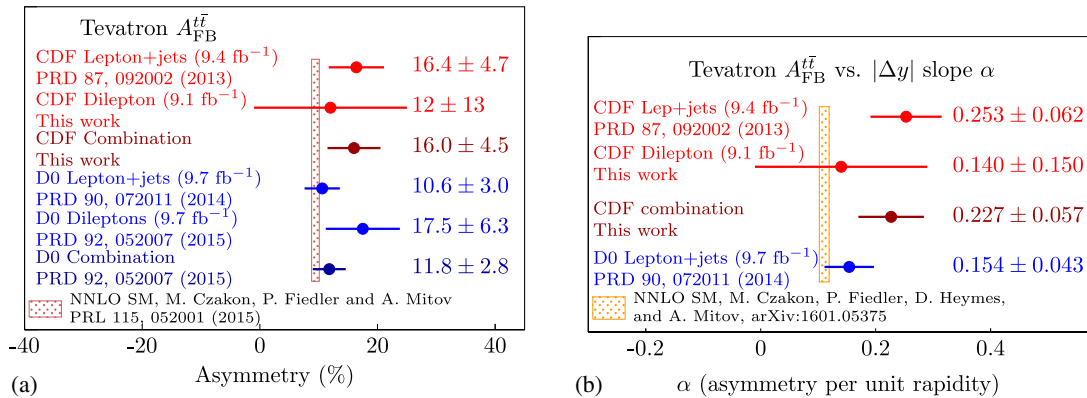 Tevatron A_FB^{tt̄}
CDF Lepton+jets (9.4 fb⁻¹)
PRD 87, 092002 (2013)
16.4 ± 4.7
CDF Dilepton (9.1 fb⁻¹)
This work
12 ± 13
CDF Combination
This work
16.0 ± 4.5
D0 Lepton+jets (9.7 fb⁻¹)
PRD 90, 072011 (2014)
10.6 ± 3.0
D0 Dileptons (9.7 fb⁻¹)
PRD 92, 052007 (2015)
17.5 ± 6.3
D0 Combination
PRD 92, 052007 (2015)
11.8 ± 2.8
NNLO SM, M. Czakon, P. Fiedler and A. Mitov
PRL 115, 052001 (2015)
-40 -20 0 20 40
Asymmetry (%)
(a)
Tevatron A_FB^{tt̄} vs. |Δy| slope α
CDF Lep+jets (9.4 fb⁻¹)
PRD 87, 092002 (2013)
0.253 ± 0.062
CDF Dilepton (9.1 fb⁻¹)
This work
0.140 ± 0.150
CDF combination
This work
0.227 ± 0.057
D0 Lepton+jets (9.7 fb⁻¹)
PRD 90, 072011 (2014)
0.154 ± 0.043
NNLO SM, M. Czakon, P. Fiedler, D. Heymes,
and A. Mitov, arXiv:1601.05375
-0.2 0 0.2 0.4
α (asymmetry per unit rapidity)
(b)